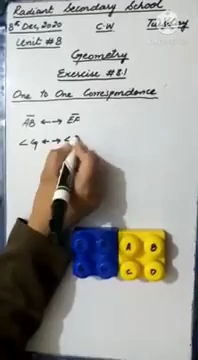 Radiant Secondary School
8th Dec, 2020 C.W Tuesday
Unit #8
Geometry
Exercise #8.1
One to One Correspondence
AB ⟷ EF
∠G ⟷ ∠
A B
C D